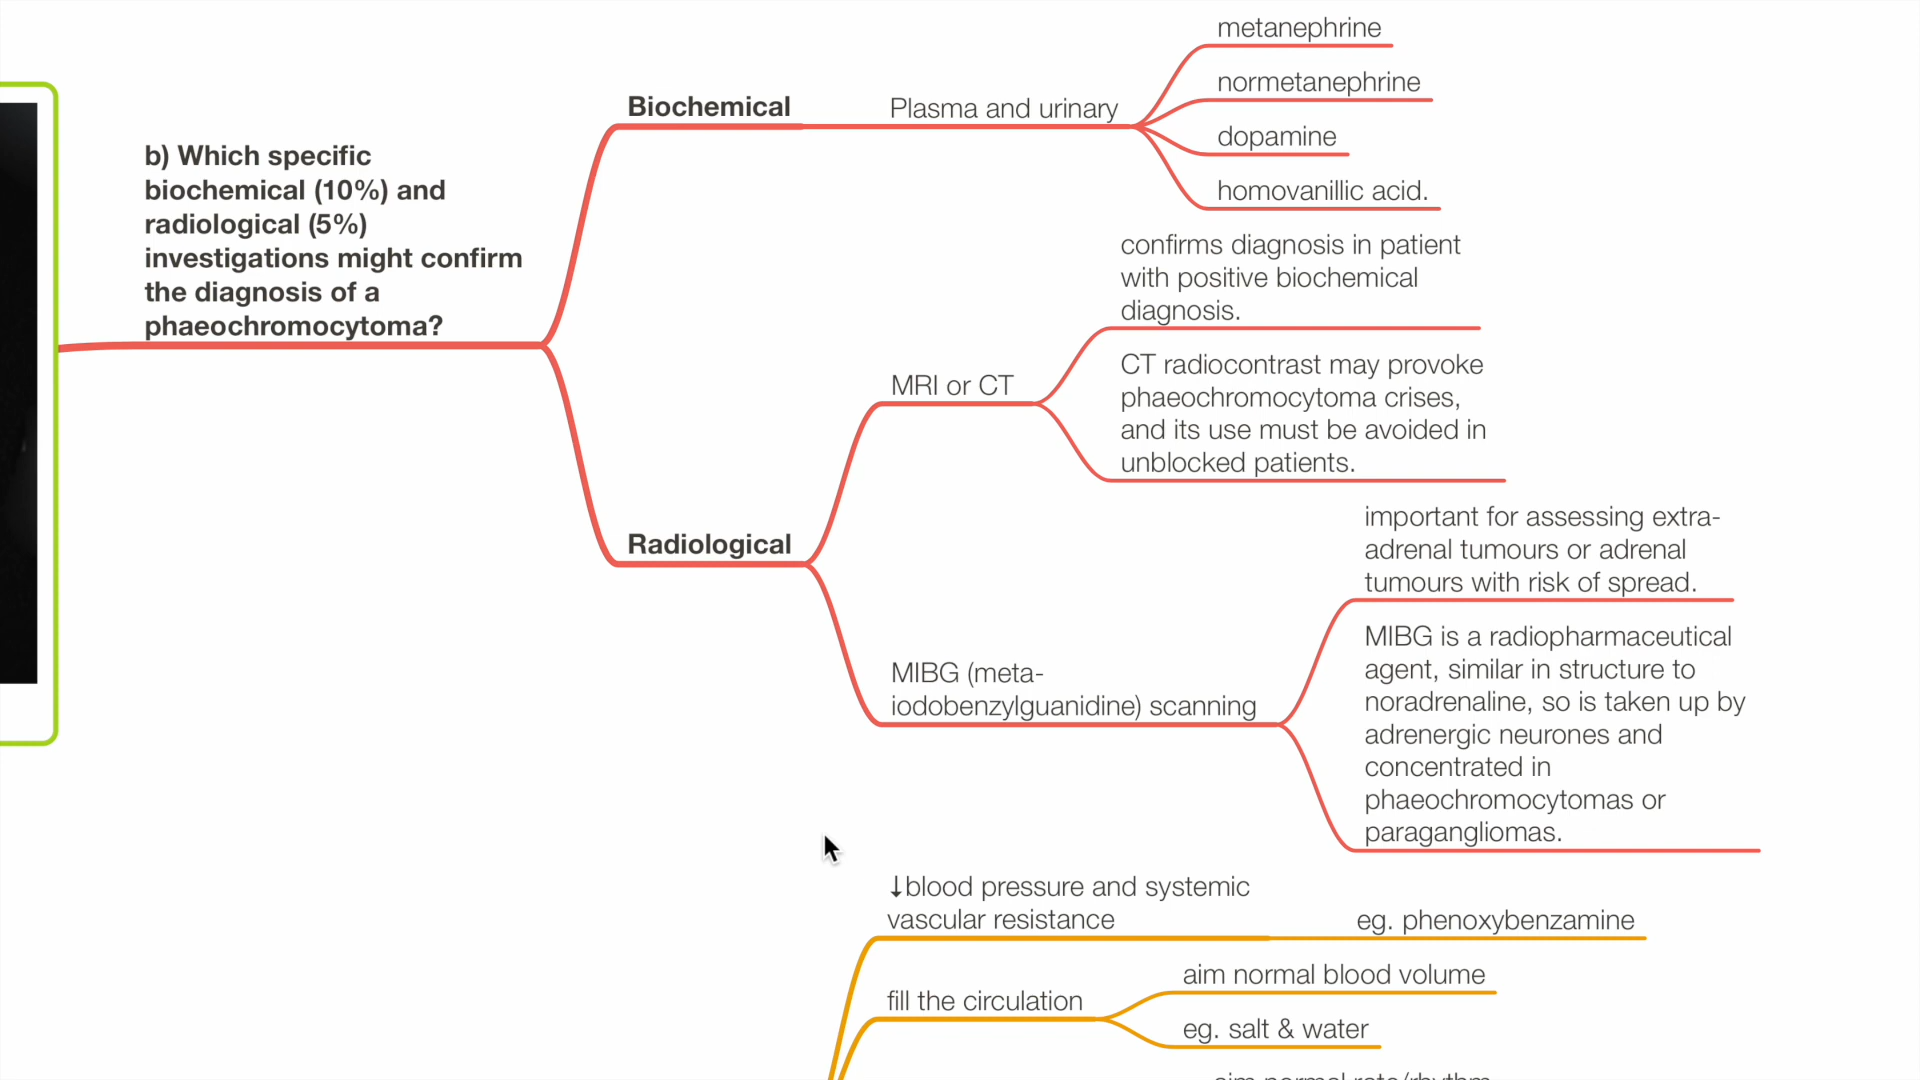 b) Which specific
biochemical (10%) and
radiological (5%)
investigations might confirm
the diagnosis of a
phaeochromocytoma?
Biochemical
Plasma and urinary
metanephrine
normetanephrine
dopamine
homovanillic acid.
Radiological
MRI or CT
confirms diagnosis in patient
with positive biochemical
diagnosis.
CT radiocontrast may provoke
phaeochromocytoma crises,
and its use must be avoided in
unblocked patients.
MIBG (meta-
iodobenzylguanidine) scanning
important for assessing extra-
adrenal tumours or adrenal
tumours with risk of spread.
MIBG is a radiopharmaceutical
agent, similar in structure to
noradrenaline, so is taken up by
adrenergic neurones and
concentrated in
phaeochromocytomas or
paragangliomas.
↓blood pressure and systemic
vascular resistance
eg. phenoxybenzamine
fill the circulation
aim normal blood volume
eg. salt & water
aim normal rate/rhythm